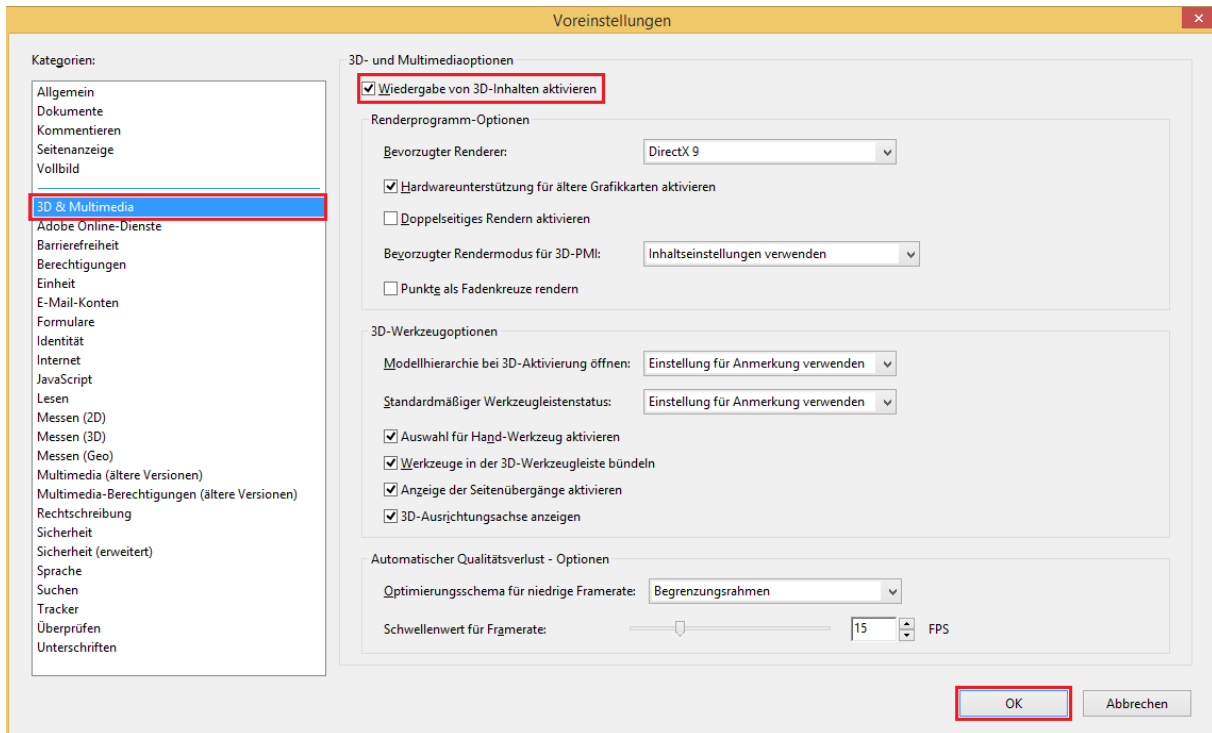 Voreinstellungen
Kategorien:
Allgemein
Dokumente
Kommentieren
Seitenanzeige
Vollbild
3D & Multimedia
Adobe Online-Dienste
Barrierefreiheit
Berechtigungen
Einheit
E-Mail-Konten
Formulare
Identität
Internet
JavaScript
Lesen
Messen (2D)
Messen (3D)
Messen (Geo)
Multimedia (ältere Versionen)
Multimedia-Berechtigungen (ältere Versionen)
Rechtschreibung
Sicherheit
Sicherheit (erweitert)
Sprache
Suchen
Tracker
Überprüfen
Unterschriften
3D- und Multimediaoptionen
Wiedergabe von 3D-Inhalten aktivieren
Renderprogramm-Optionen
Bevorzugter Renderer: DirectX 9
Hardwareunterstützung für ältere Grafikkarten aktivieren
Doppelseitiges Rendern aktivieren
Bevorzugter Rendermodus für 3D-PMI: Inhaltseinstellungen verwenden
Punkte als Fadenkreuze rendern
3D-Werkzeugoptionen
Modellhierarchie bei 3D-Aktivierung öffnen: Einstellung für Anmerkung verwenden
Standardmäßiger Werkzeugleistenstatus: Einstellung für Anmerkung verwenden
Auswahl für Hand-Werkzeug aktivieren
Werkzeuge in der 3D-Werkzeugleiste bündeln
Anzeige der Seitenübergänge aktivieren
3D-Ausrichtungsachse anzeigen
Automatischer Qualitätsverlust - Optionen
Optimierungsschema für niedrige Framerate: Begrenzungsrahmen
Schwellenwert für Framerate: 15 FPS
OK Abbrechen